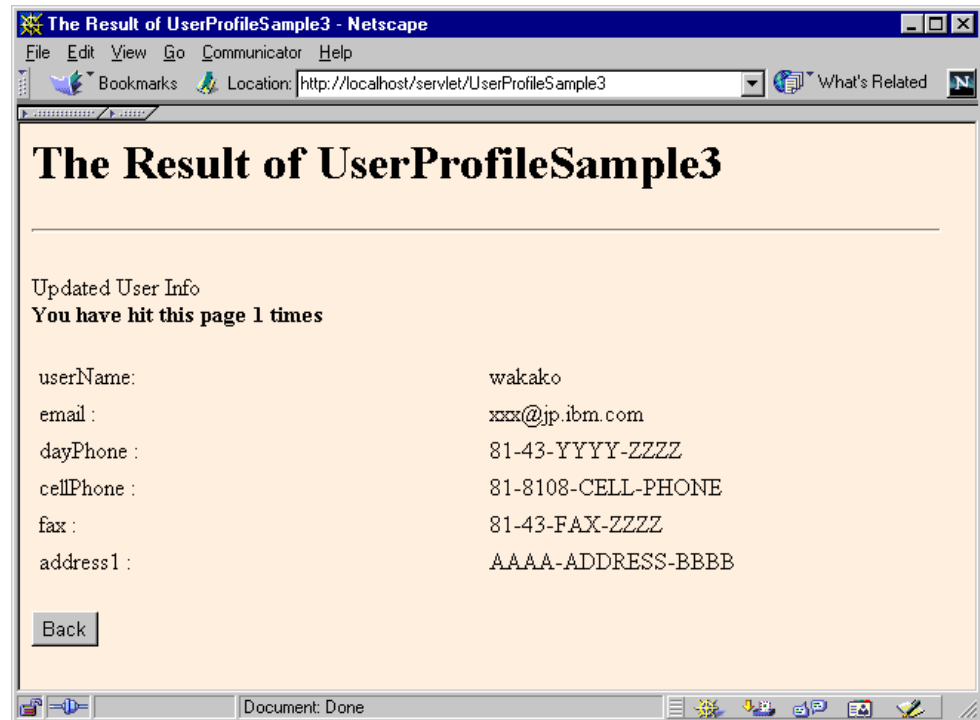 The Result of UserProfileSample3 - Netscape
File Edit View Go Communicator Help
Bookmarks Location: http://localhost/servlet/UserProfileSample3 What's Related N
The Result of UserProfileSample3
Updated User Info
You have hit this page 1 times
userName: wakako
email : xxx@jp.ibm.com
dayPhone : 81-43-YYYY-ZZZZ
cellPhone : 81-8108-CELL-PHONE
fax : 81-43-FAX-ZZZZ
address1 : AAAA-ADDRESS-BBBB
Back
Document: Done